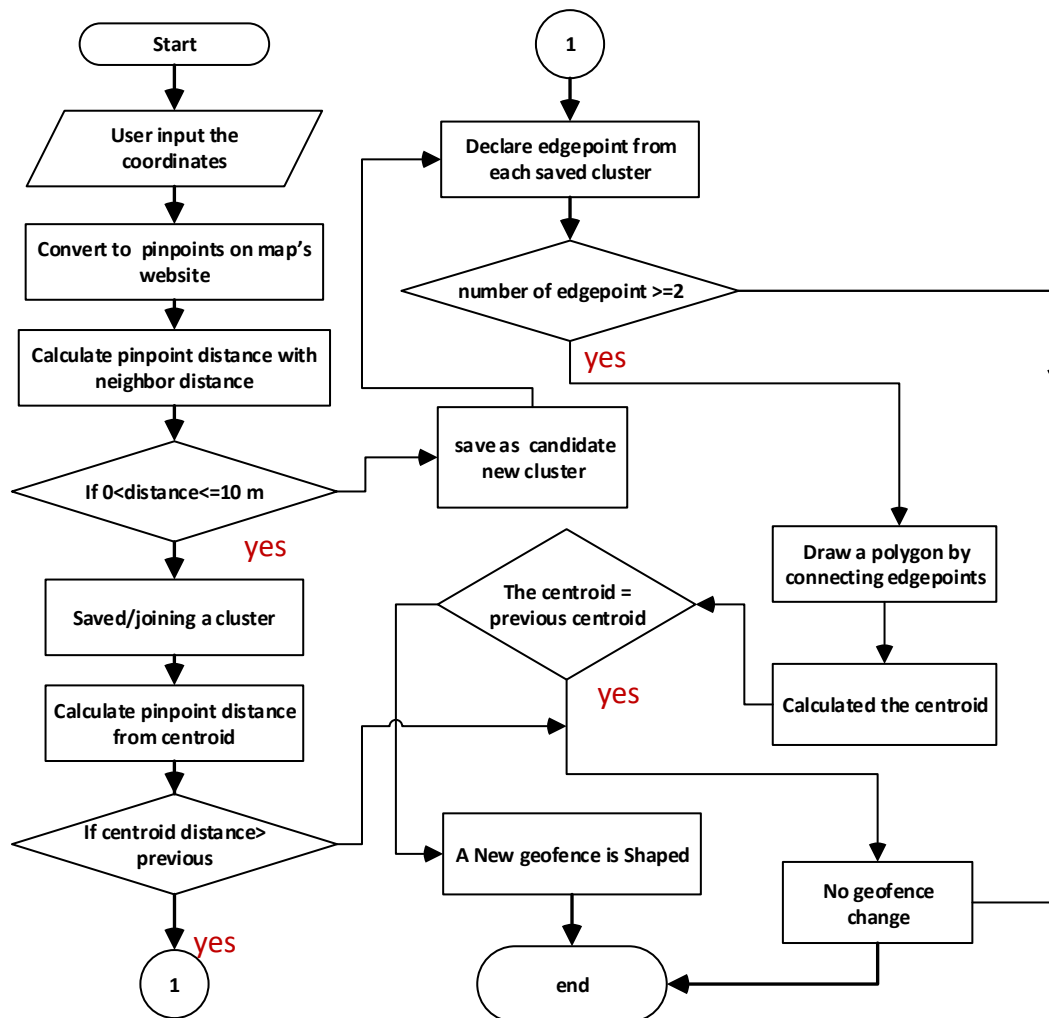 Start
User input the
coordinates
Convert to pinpoints on map's
website
Calculate pinpoint distance with
neighbor distance
If 0<distance<=10 m
yes
Saved/joining a cluster
Calculate pinpoint distance
from centroid
If centroid distance>
previous
yes
1
1
Declare edgepoint from
each saved cluster
number of edgepoint >=2
yes
save as candidate
new cluster
Draw a polygon by
connecting edgepoints
The centroid =
previous centroid
yes
Calculated the centroid
A New geofence is Shaped
No geofence
change
end